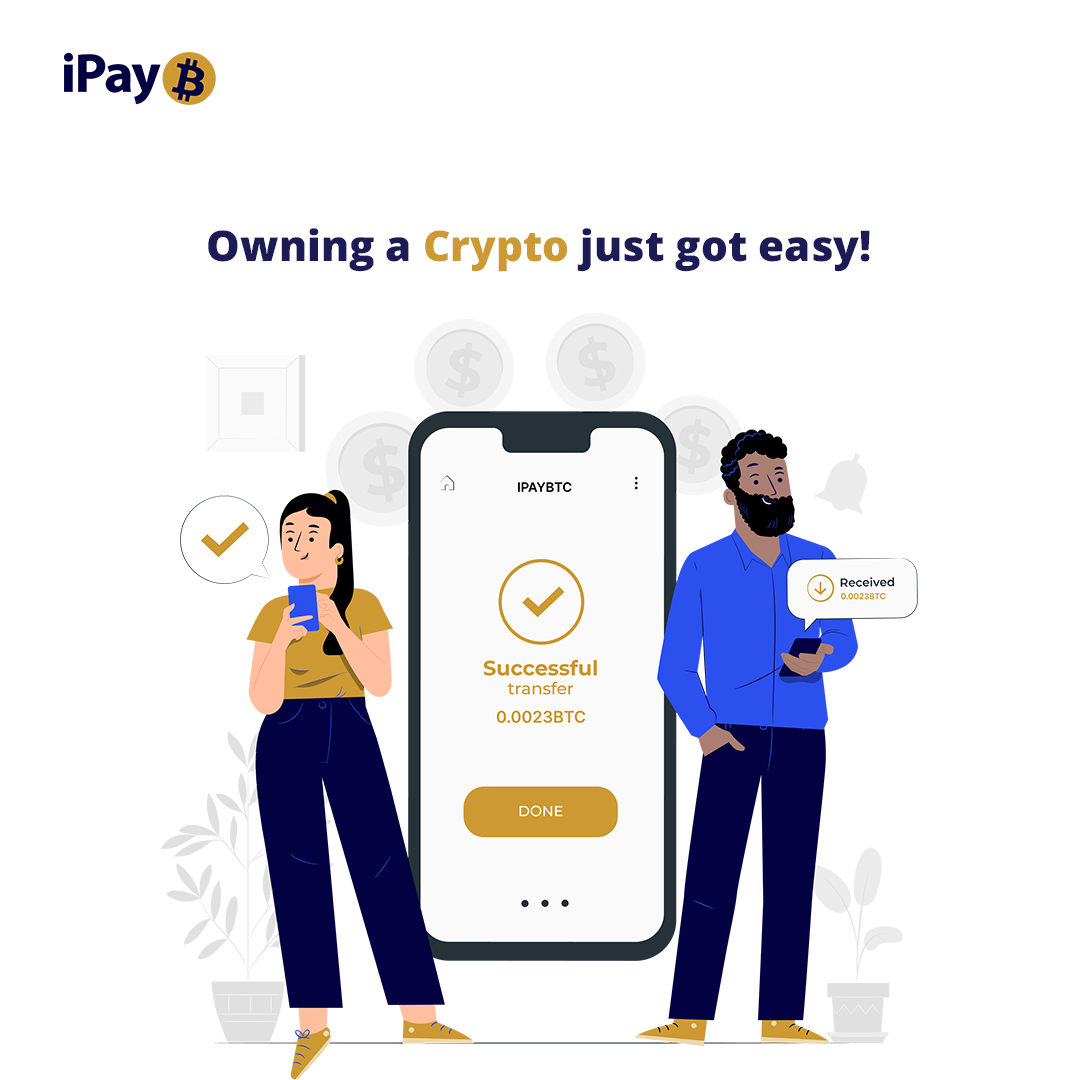 iPay₿
Owning a Crypto just got easy!
IPAYBTC
Successful
transfer
0.0023BTC
DONE
Received
0.0023BTC
$
$
$
$